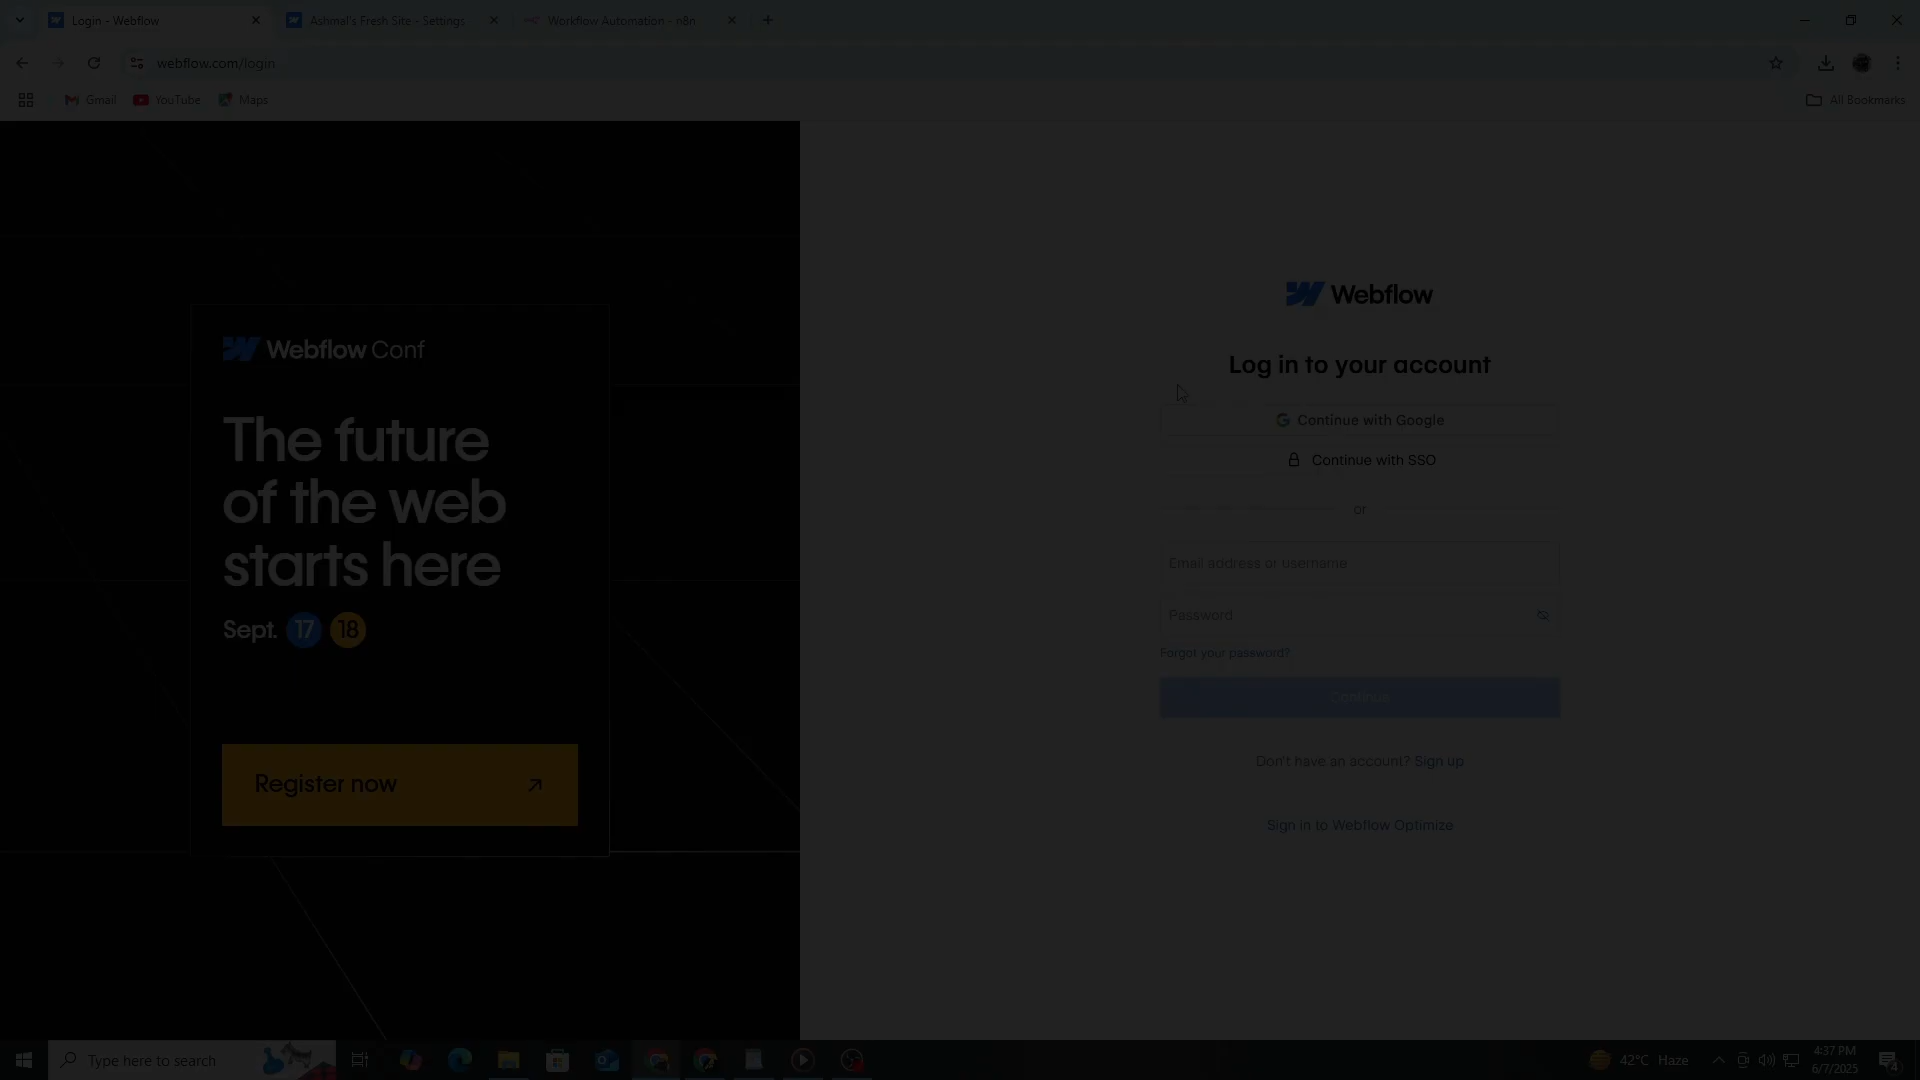 Login - Webflow
Ashmal's Fresh Site - Settings
Workflow Automation - n8n
webflow.com/login
Gmail
YouTube
Maps
All Bookmarks
Webflow Conf
The future
of the web
starts here
Sept. 17 18
Register now
Webflow
Log in to your account
Continue with Google
Continue with SSO
or
Email address or username
Password
Forgot your password?
Continue
Don't have an account? Sign up
Sign in to Webflow Optimize
Type here to search
42°C Haze
4:37 PM
6/7/2025
4